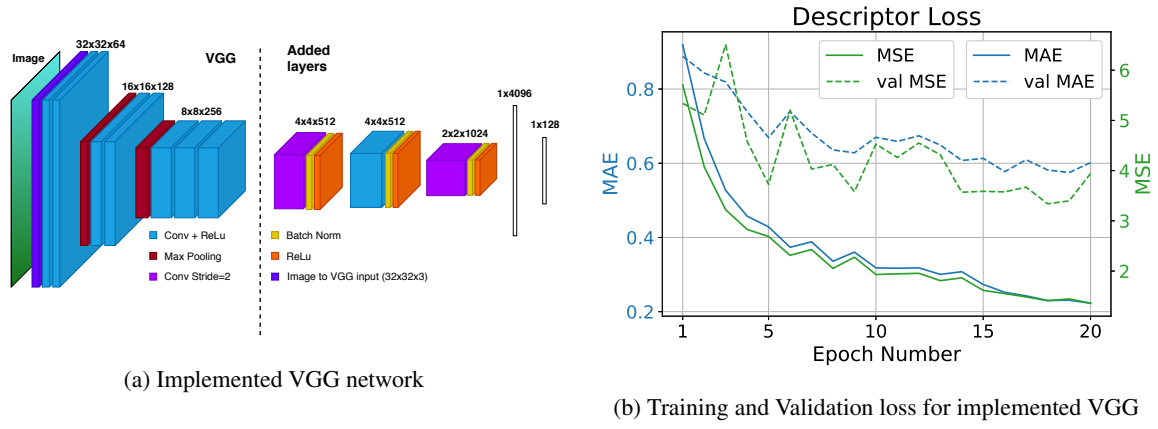 Image
32x32x64
VGG
16x16x128
8x8x256
Added
layers
4x4x512
4x4x512
2x2x1024
1x4096
1x128
Conv + ReLu
Max Pooling
Conv Stride=2
Batch Norm
ReLu
Image to VGG input (32x32x3)
(a) Implemented VGG network
Descriptor Loss
MSE
val MSE
MAE
val MAE
0.8
0.6
0.4
0.2
MAE
6
5
4
3
2
MSE
1 5 10 15 20
Epoch Number
(b) Training and Validation loss for implemented VGG